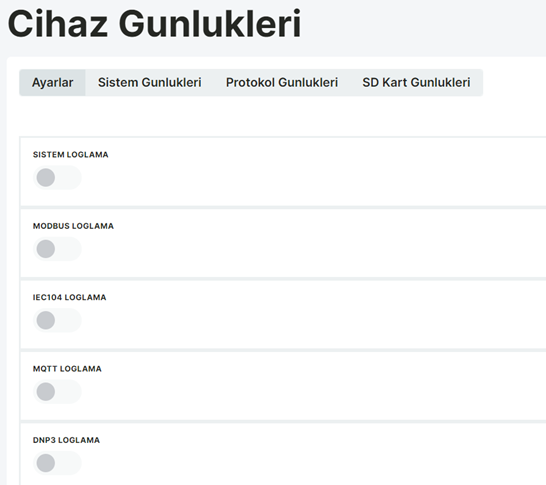 Cihaz Gunlukleri
Ayarlar Sistem Gunlukleri Protokol Gunlukleri SD Kart Gunlukleri
SISTEM LOGLAMA
MODBUS LOGLAMA
IEC104 LOGLAMA
MQTT LOGLAMA
DNP3 LOGLAMA